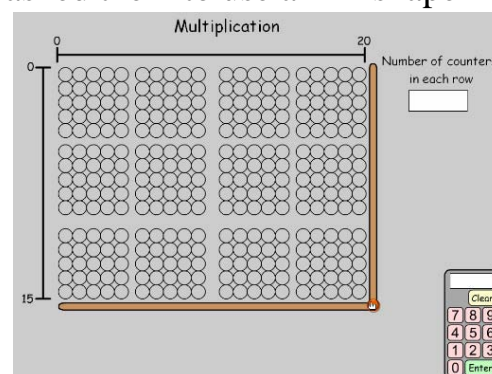 Multiplication
0
20
0
15
Number of counters
in each row
Clear
7 8 9
4 5 6
1 2 3
0 Enter